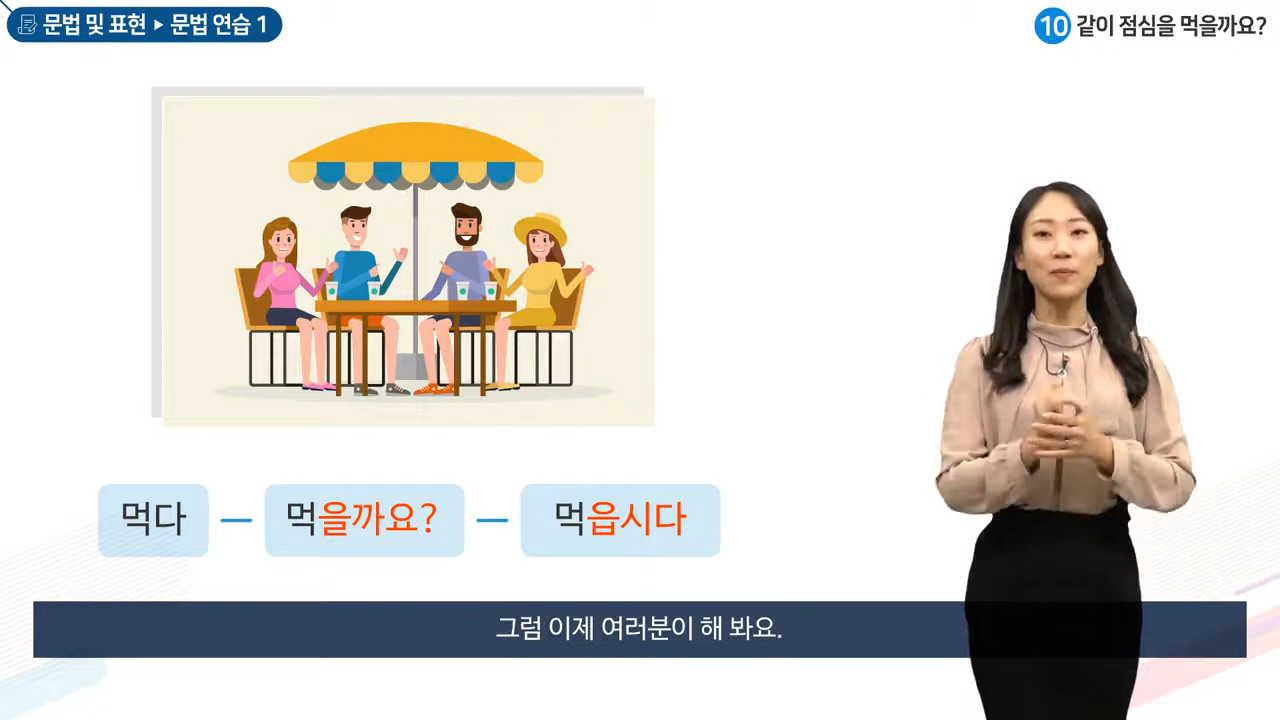 문법 및 표현 ▶ 문법 연습 1
10 같이 점심을 먹을까요?
먹다 — 먹을까요? — 먹읍시다
그럼 이제 여러분이 해 봐요.